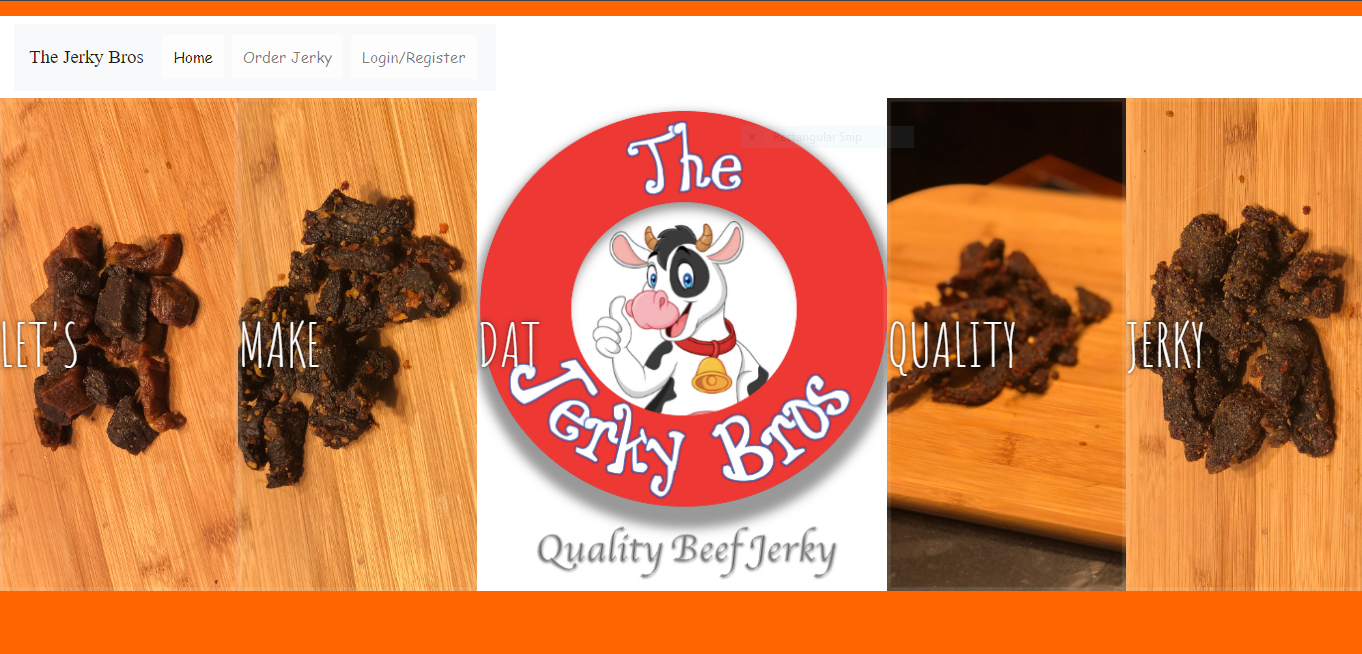 The Jerky Bros Home Order Jerky Login/Register
Rectangular Snip
The
LET'S MAKE DAT QUALITY JERKY
Jerky Bros
Quality Beef Jerky